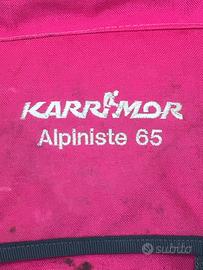 KARRIMOR
Alpiniste 65
subito